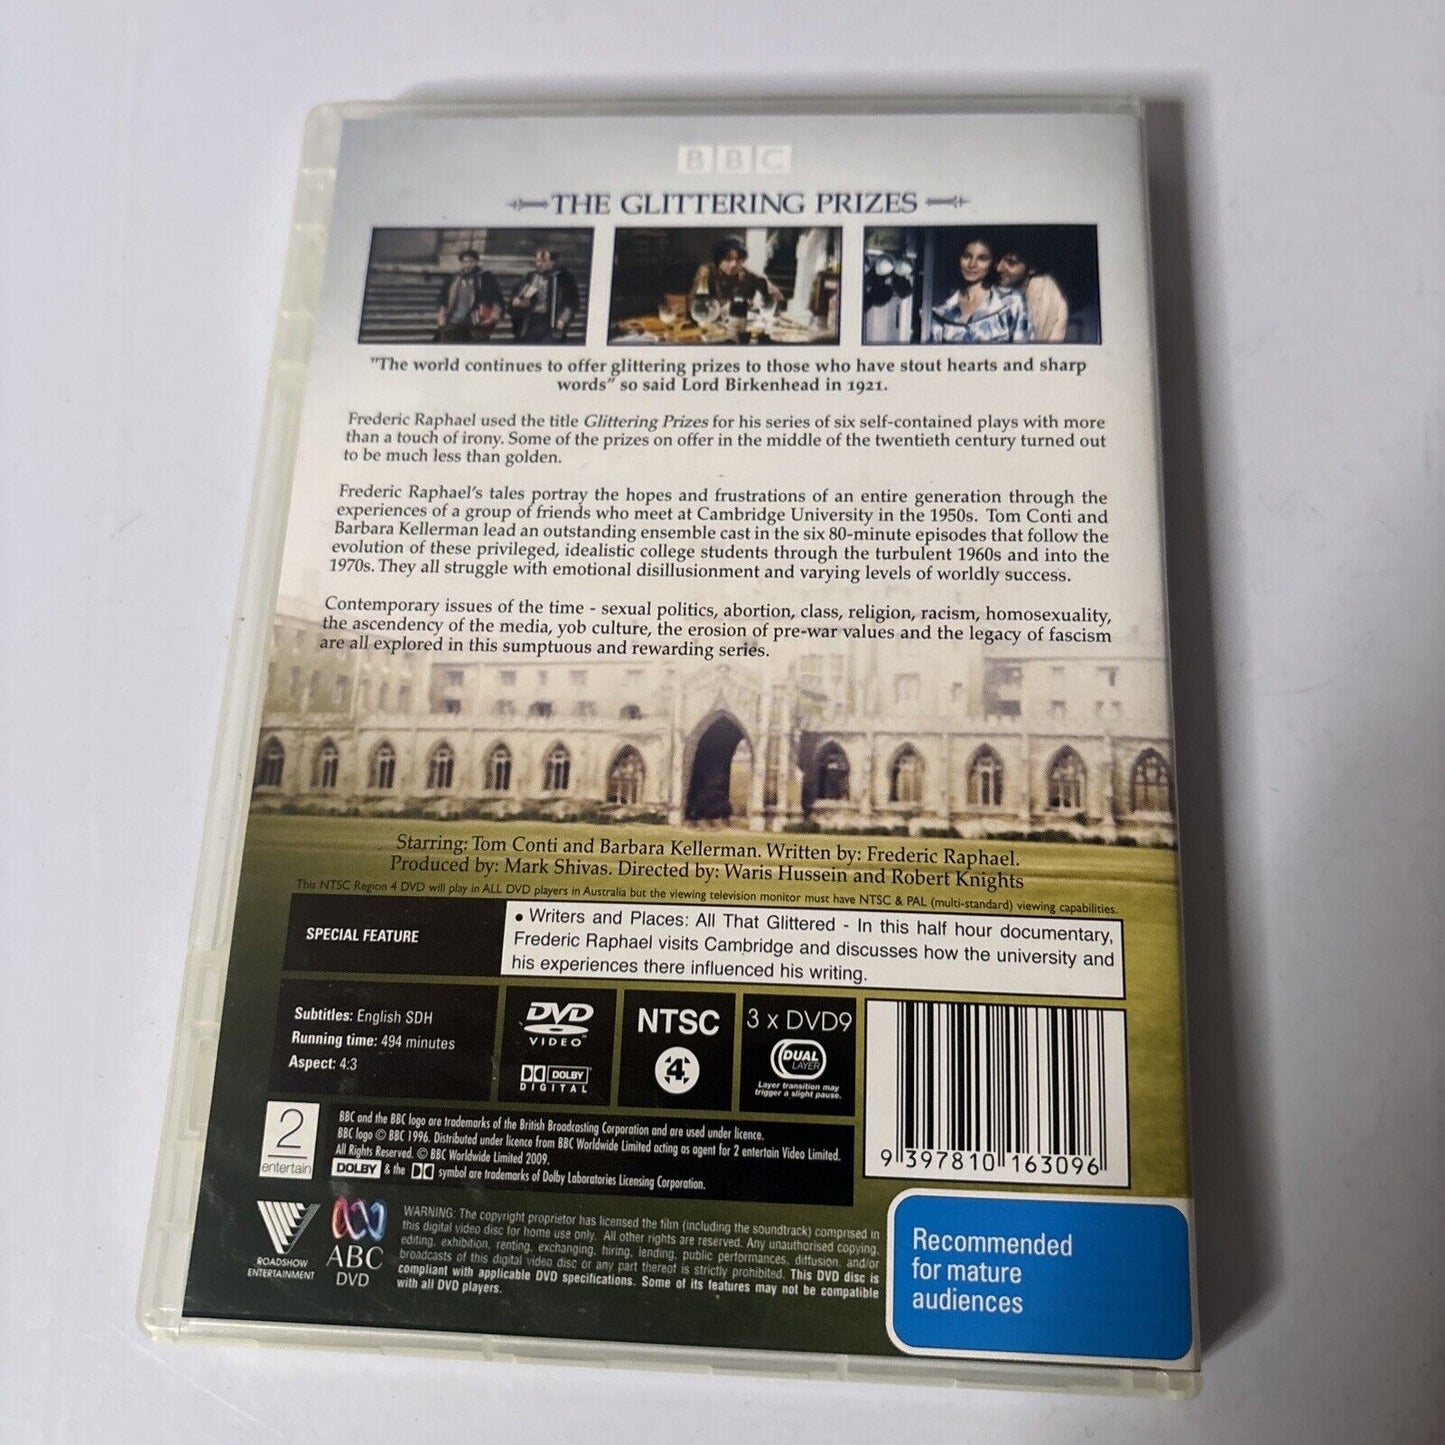 BBC
THE GLITTERING PRIZES
"The world continues to offer glittering prizes to those who have stout hearts and sharp
words" so said Lord Birkenhead in 1921.
Frederic Raphael used the title Glittering Prizes for his series of six self-contained plays with more
than a touch of irony. Some of the prizes on offer in the middle of the twentieth century turned out
to be much less than golden.
Frederic Raphael's tales portray the hopes and frustrations of an entire generation through the
experiences of a group of friends who meet at Cambridge University in the 1950s. Tom Conti and
Barbara Kellerman lead an outstanding ensemble cast in the six 80-minute episodes that follow the
evolution of these privileged, idealistic college students through the turbulent 1960s and into the
1970s. They all struggle with emotional disillusionment and varying levels of worldly success.
Contemporary issues of the time - sexual politics, abortion, class, religion, racism, homosexuality,
the ascendency of the media, yob culture, the erosion of pre-war values and the legacy of fascism
are all explored in this sumptuous and rewarding series.
Starring: Tom Conti and Barbara Kellerman. Written by: Frederic Raphael.
Produced by: Mark Shivas. Directed by: Waris Hussein and Robert Knights
This NTSC Region 4 DVD will play in ALL DVD players in Australia but the viewing television monitor must have NTSC & PAL (multi-standard) viewing capabilities.
SPECIAL FEATURE
• Writers and Places: All That Glittered - In this half hour documentary,
Frederic Raphael visits Cambridge and discusses how the university and
his experiences there influenced his writing.
Subtitles: English SDH
Running time: 494 minutes
Aspect: 4:3
DVD
VIDEO™
DOLBY
DIGITAL
NTSC
4
3 x DVD9
DUAL
LAYER
Layer transition may
trigger a slight pause.
9 397810 163096
2
entertain
BBC and the BBC logo are trademarks of the British Broadcasting Corporation and are used under licence.
BBC logo © BBC 1996. Distributed under licence from BBC Worldwide Limited acting as agent for 2 entertain Video Limited.
All Rights Reserved. © BBC Worldwide Limited 2009.
DOLBY & the symbol are trademarks of Dolby Laboratories Licensing Corporation.
ROADSHOW
ENTERTAINMENT
ABC
DVD
WARNING: The copyright proprietor has licensed the film (including the soundtrack) comprised in
this digital video disc for home use only. All other rights are reserved. Any unauthorised copying,
editing, exhibition, renting, exchanging, hiring, lending, public performances, diffusion, and/or
broadcasts of this digital video disc or any part thereof is strictly prohibited. This DVD disc is
compliant with applicable DVD specifications. Some of its features may not be compatible
with all DVD players.
Recommended
for mature
audiences